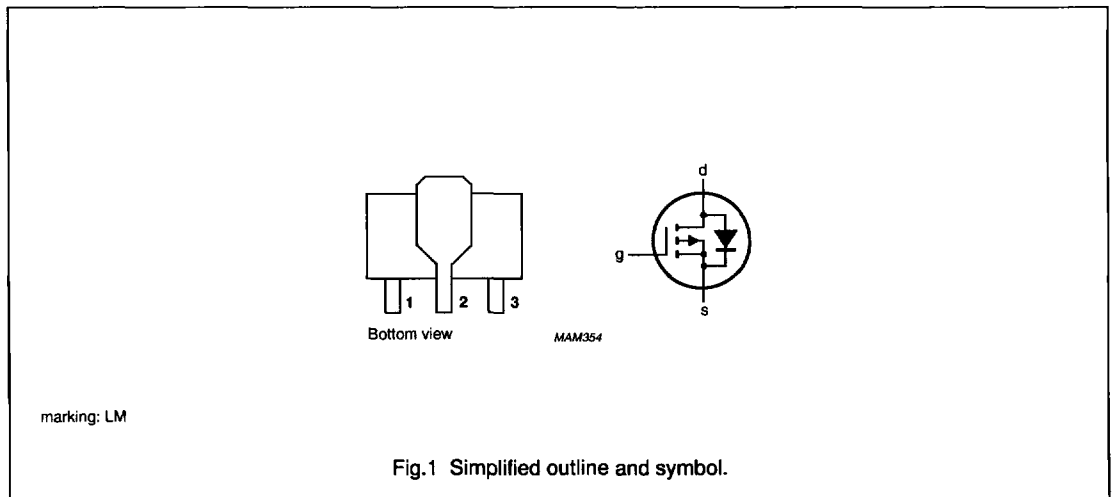 d
g
s
1 2 3
Bottom view
MAM354
marking: LM
Fig.1 Simplified outline and symbol.